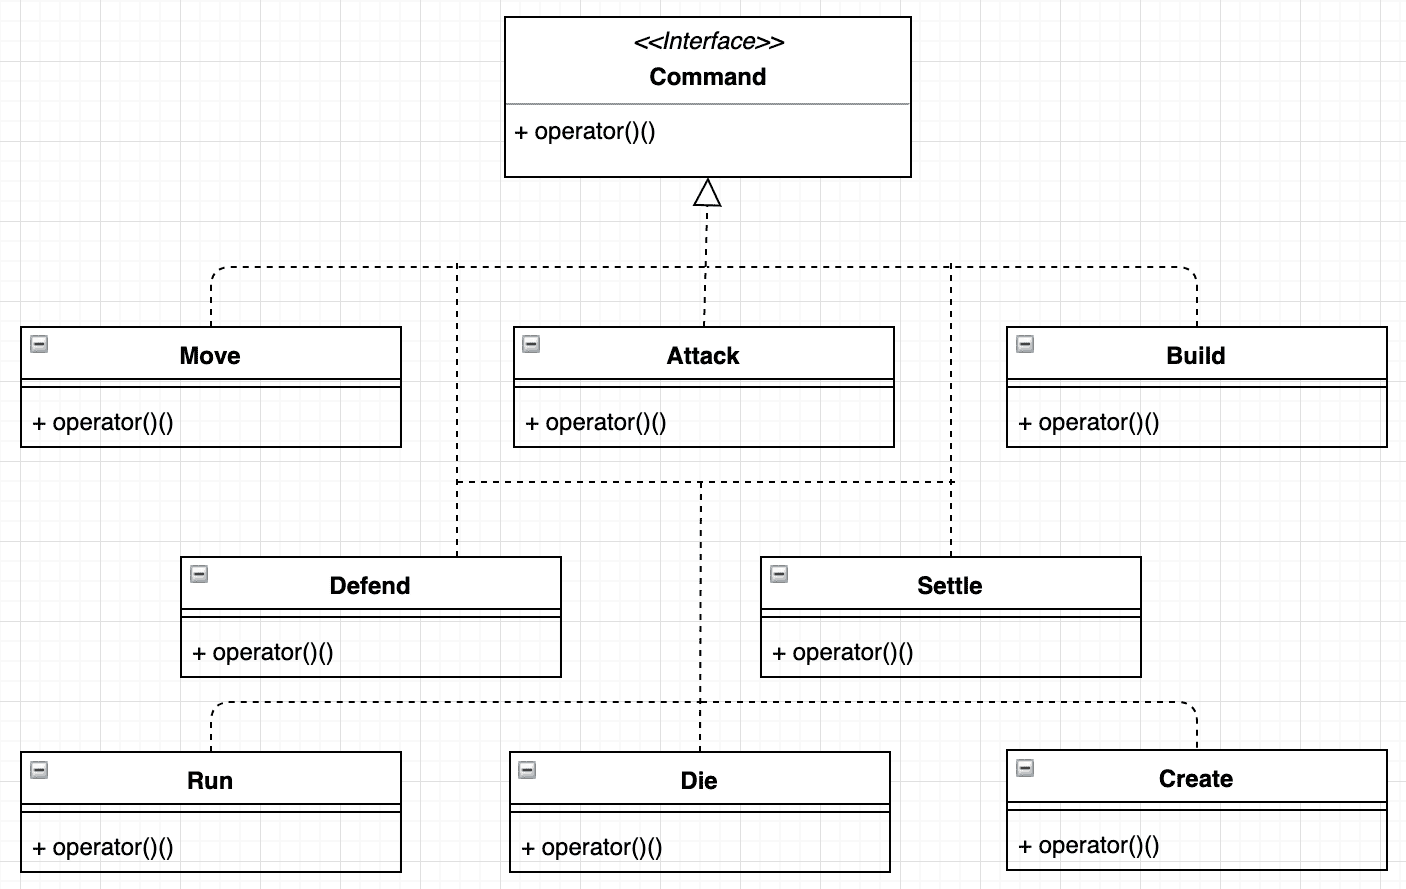 <<Interface>>
Command
+ operator()()
Move
+ operator()()
Attack
+ operator()()
Build
+ operator()()
Defend
+ operator()()
Settle
+ operator()()
Run
+ operator()()
Die
+ operator()()
Create
+ operator()()